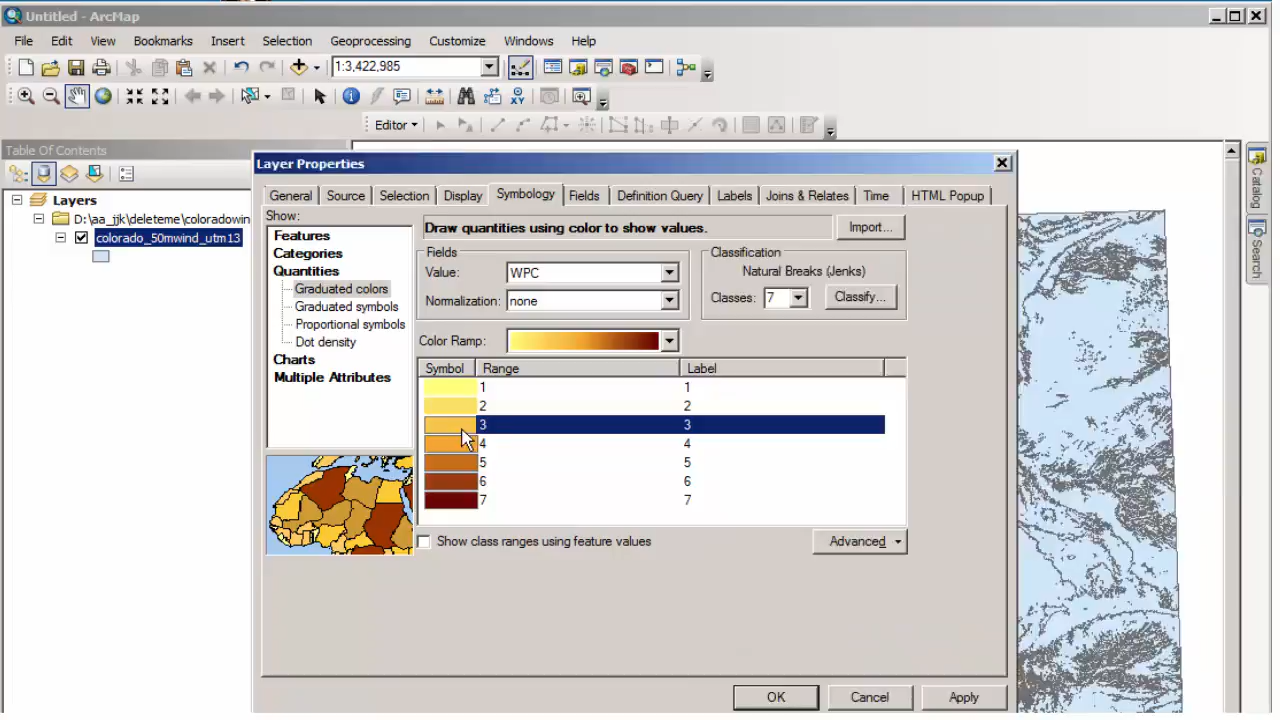 Untitled - ArcMap
File Edit View Bookmarks Insert Selection Geoprocessing Customize Windows Help
1:3,422,985
Editor
Table Of Contents
Layers
D:\aa_jjk\deleteme\coloradowin
colorado_50mwind_utm13
Layer Properties
General Source Selection Display Symbology Fields Definition Query Labels Joins & Relates Time HTML Popup
Show:
Features
Categories
Quantities
Graduated colors
Graduated symbols
Proportional symbols
Dot density
Charts
Multiple Attributes
Draw quantities using color to show values.
Import...
Fields
Value: WPC
Normalization: none
Classification
Natural Breaks (Jenks)
Classes: 7 Classify...
Color Ramp:
Symbol Range Label
1 1
2 2
3 3
4 4
5 5
6 6
7 7
Show class ranges using feature values
Advanced
OK Cancel Apply
Catalog
Search